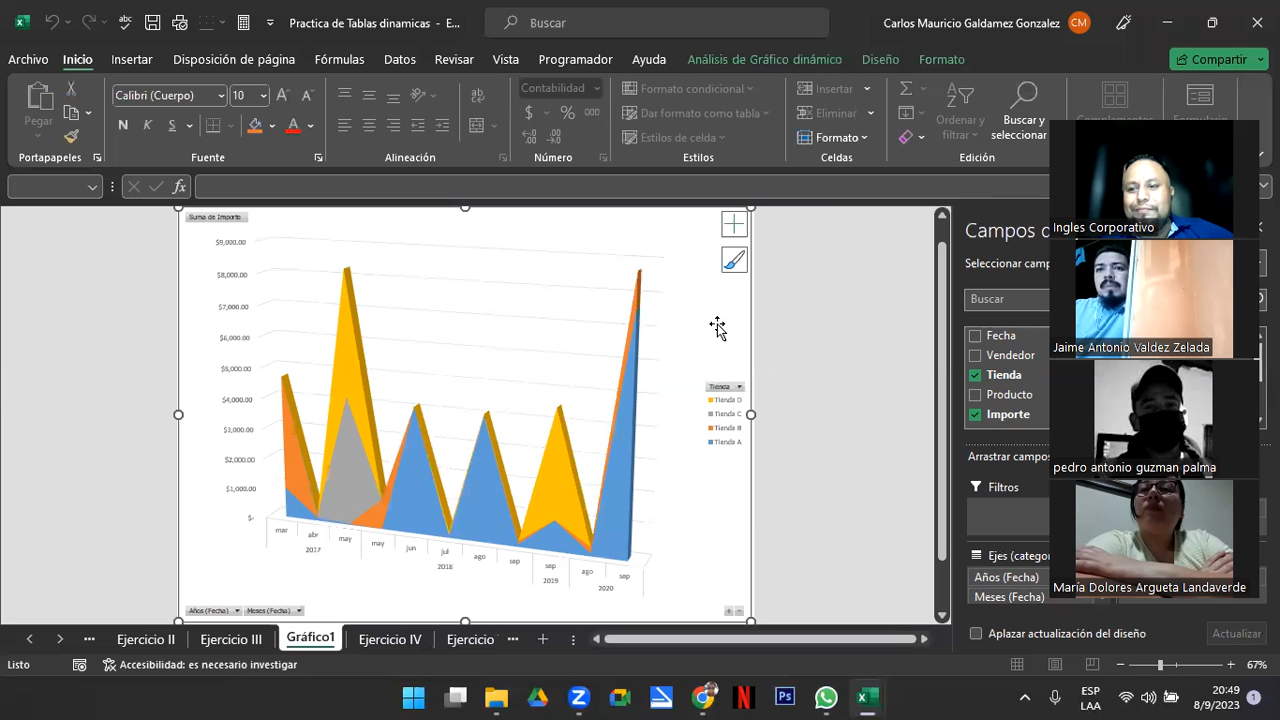 Practica de Tablas dinamicas - E...
Buscar
Carlos Mauricio Galdamez Gonzalez
CM
Archivo
Inicio
Insertar
Disposición de página
Fórmulas
Datos
Revisar
Vista
Programador
Ayuda
Análisis de Gráfico dinámico
Diseño
Formato
Compartir
Pegar
Calibri (Cuerpo)
10
N K S
Contabilidad
Formato condicional
Dar formato como tabla
Estilos de celda
Insertar
Eliminar
Formato
Ordenar y
filtrar
Buscar y
seleccionar
Complementos
Portapapeles
Fuente
Alineación
Número
Estilos
Celdas
Edición
Suma de Importe
$9,000.00
$8,000.00
$7,000.00
$6,000.00
$5,000.00
$4,000.00
$3,000.00
$2,000.00
$1,000.00
$-
mar
abr
may
may
jun
jul
ago
sep
sep
ago
sep
2017
2018
2019
2020
Tienda
Tienda D
Tienda C
Tienda B
Tienda A
Años (Fecha)
Meses (Fecha)
Campos d
Seleccionar camp
Buscar
Fecha
Vendedor
Tienda
Producto
Importe
Arrastrar campos
Filtros
Ejes (categor
Años (Fecha)
Meses (Fecha)
Aplazar actualización del diseño
Actualizar
Ingles Corporativo
Jaime Antonio Valdez Zelada
pedro antonio guzman palma
María Dolores Argueta Landaverde
Ejercicio II
Ejercicio III
Gráfico1
Ejercicio IV
Ejercicio
Listo
Accesibilidad: es necesario investigar
67%
ESP
LAA
20:49
8/9/2023